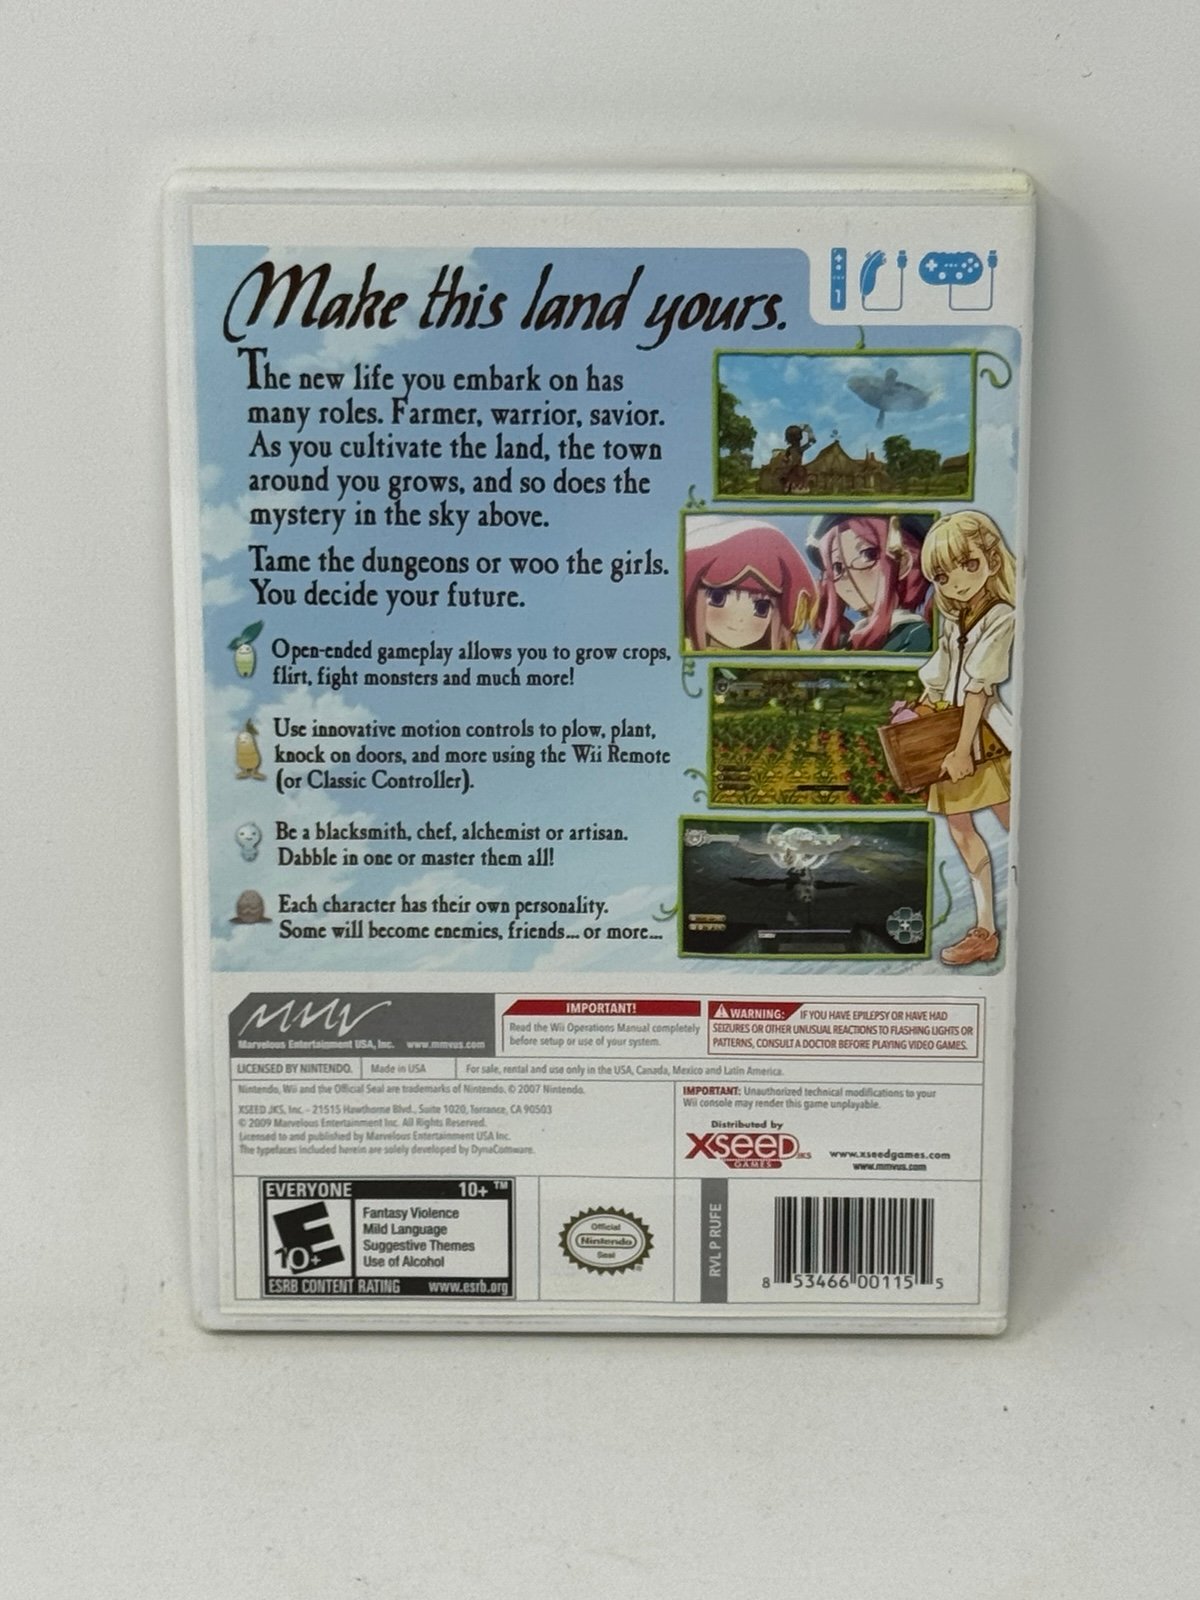 Make this land yours.
1
The new life you embark on has
many roles. Farmer, warrior, savior.
As you cultivate the land, the town
around you grows, and so does the
mystery in the sky above.
Tame the dungeons or woo the girls.
You decide your future.
Open-ended gameplay allows you to grow crops,
flirt, fight monsters and much more!
Use innovative motion controls to plow, plant,
knock on doors, and more using the Wii Remote
(or Classic Controller).
Be a blacksmith, chef, alchemist or artisan.
Dabble in one or master them all!
Each character has their own personality.
Some will become enemies, friends... or more...
mmv
Marvelous Entertainment USA, Inc. www.mmvus.com
IMPORTANT!
Read the Wii Operations Manual completely
before setup or use of your system.
WARNING: IF YOU HAVE EPILEPSY OR HAVE HAD
SEIZURES OR OTHER UNUSUAL REACTIONS TO FLASHING LIGHTS OR
PATTERNS, CONSULT A DOCTOR BEFORE PLAYING VIDEO GAMES.
LICENSED BY NINTENDO. Made in USA For sale, rental and use only in the USA, Canada, Mexico and Latin America.
Nintendo, Wii and the Official Seal are trademarks of Nintendo. © 2007 Nintendo.
XSEED JKS, Inc. - 21515 Hawthorne Blvd., Suite 1020, Torrance, CA 90503
© 2009 Marvelous Entertainment Inc. All Rights Reserved.
Licensed to and published by Marvelous Entertainment USA Inc.
The typefaces included herein are solely developed by DynaComware.
IMPORTANT: Unauthorized technical modifications to your
Wii console may render this game unplayable.
Distributed by
XSEED JKS
GAMES
www.xseedgames.com
www.mmvus.com
EVERYONE 10+ ™
E
10+
Fantasy Violence
Mild Language
Suggestive Themes
Use of Alcohol
ESRB CONTENT RATING www.esrb.org
Official
Nintendo
Seal
®
RVL P RUFE
8 53466 00115 5